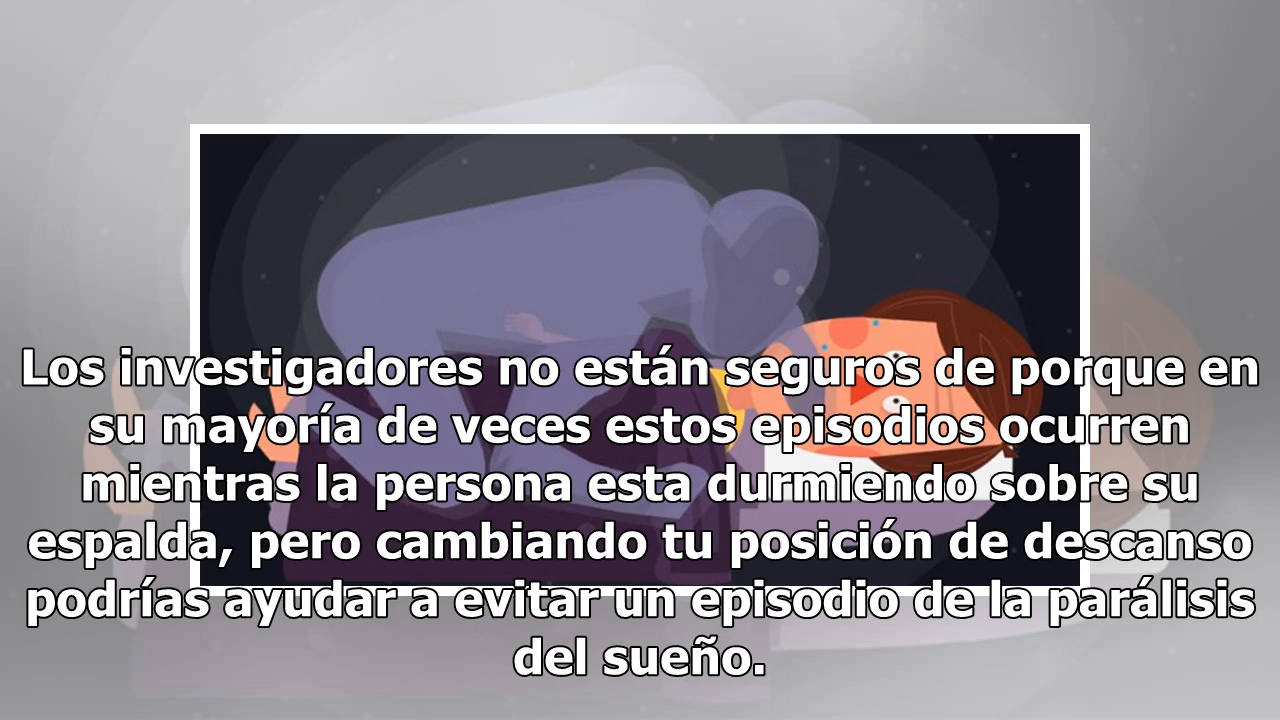 Los investigadores no están seguros de porque en
su mayoría de veces estos episodios ocurren
mientras la persona esta durmiendo sobre su
espalda, pero cambiando tu posición de descanso
podrías ayudar a evitar un episodio de la parálisis
del sueño.